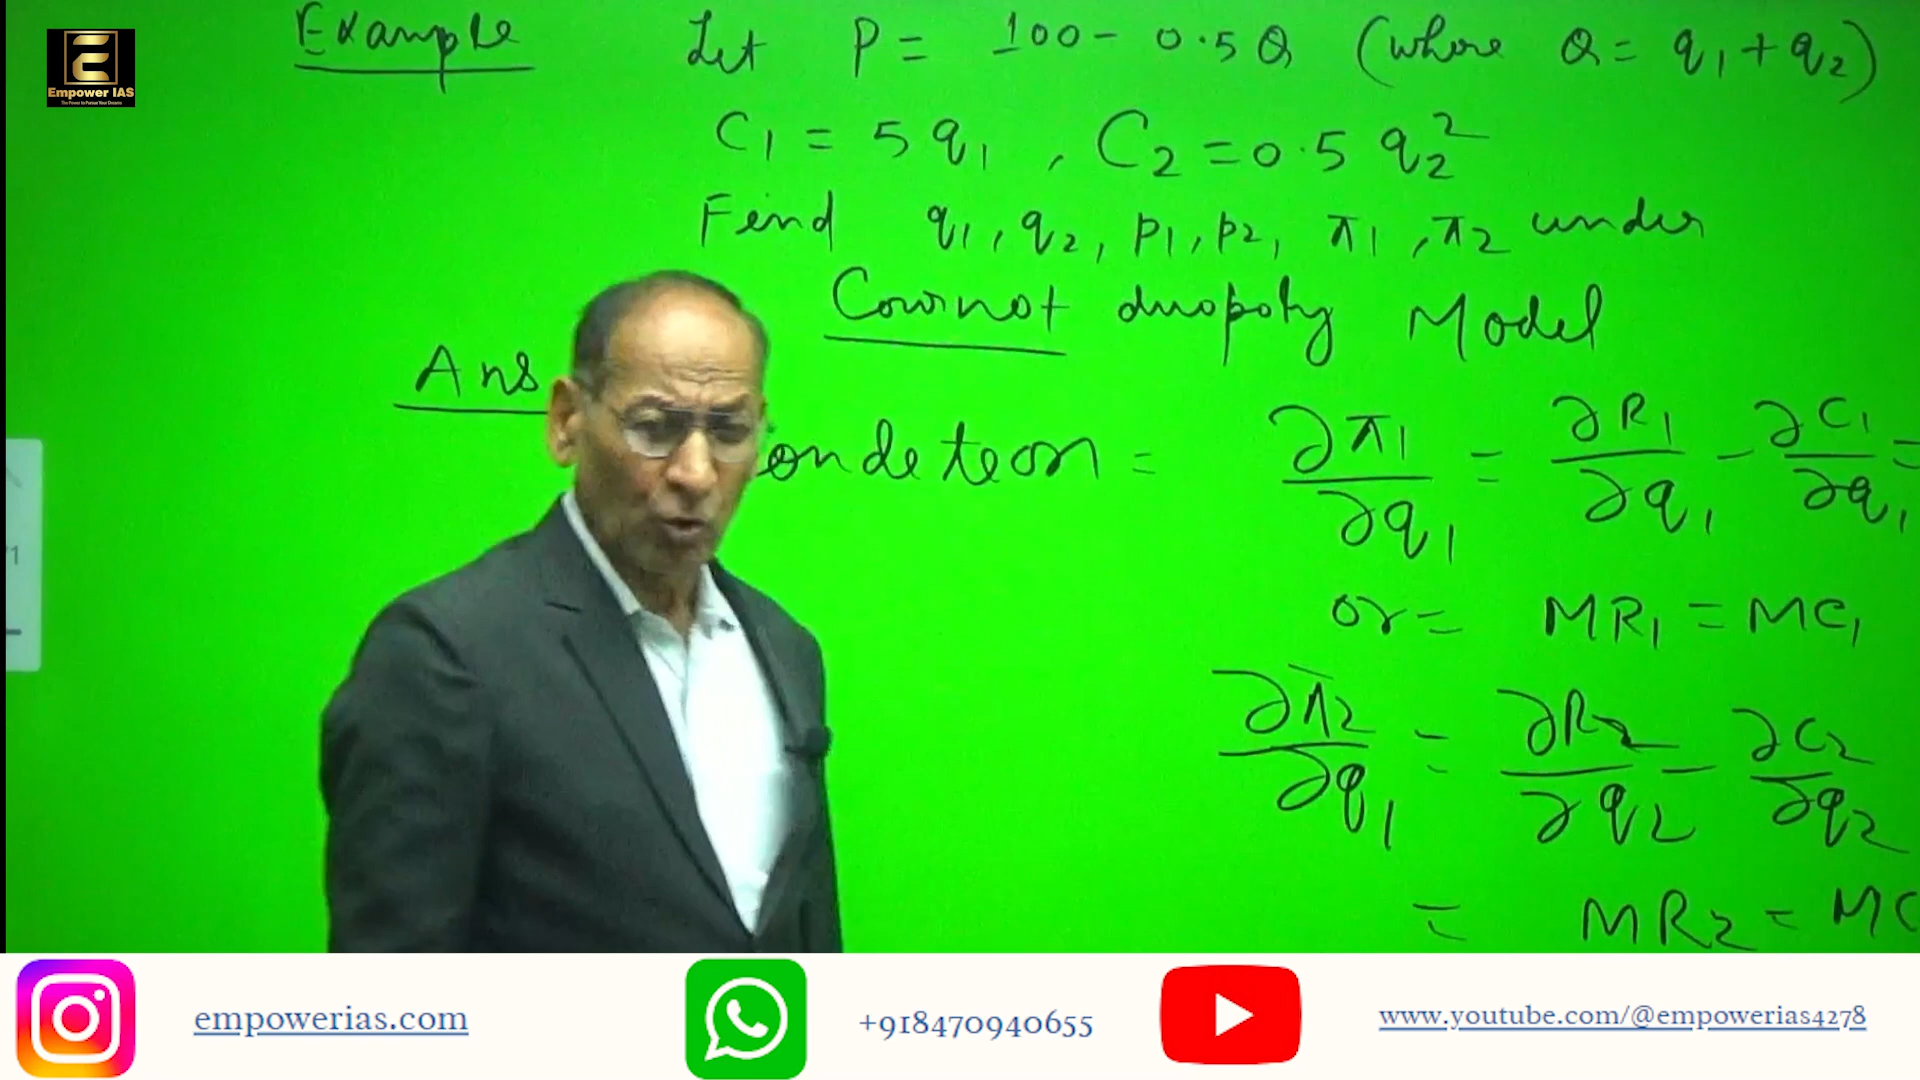 Example Let P = 100 - 0.5Q (where Q = q1 + q2)
C1 = 5q1 , C2 = 0.5 q2²
Find q1, q2, p1, p2, π1, π2 under
Cournot duopoly Model
Ans
ondeteon = ∂π1/∂q1 = ∂R1/∂q1 - ∂C1/∂q1 =
or = MR1 = MC1
∂π2/∂q1 = ∂R2/∂q2 - ∂C2/∂q2
= MR2 = MC
Empower IAS
empowerias.com
+918470940655
www.youtube.com/@empowerias4278